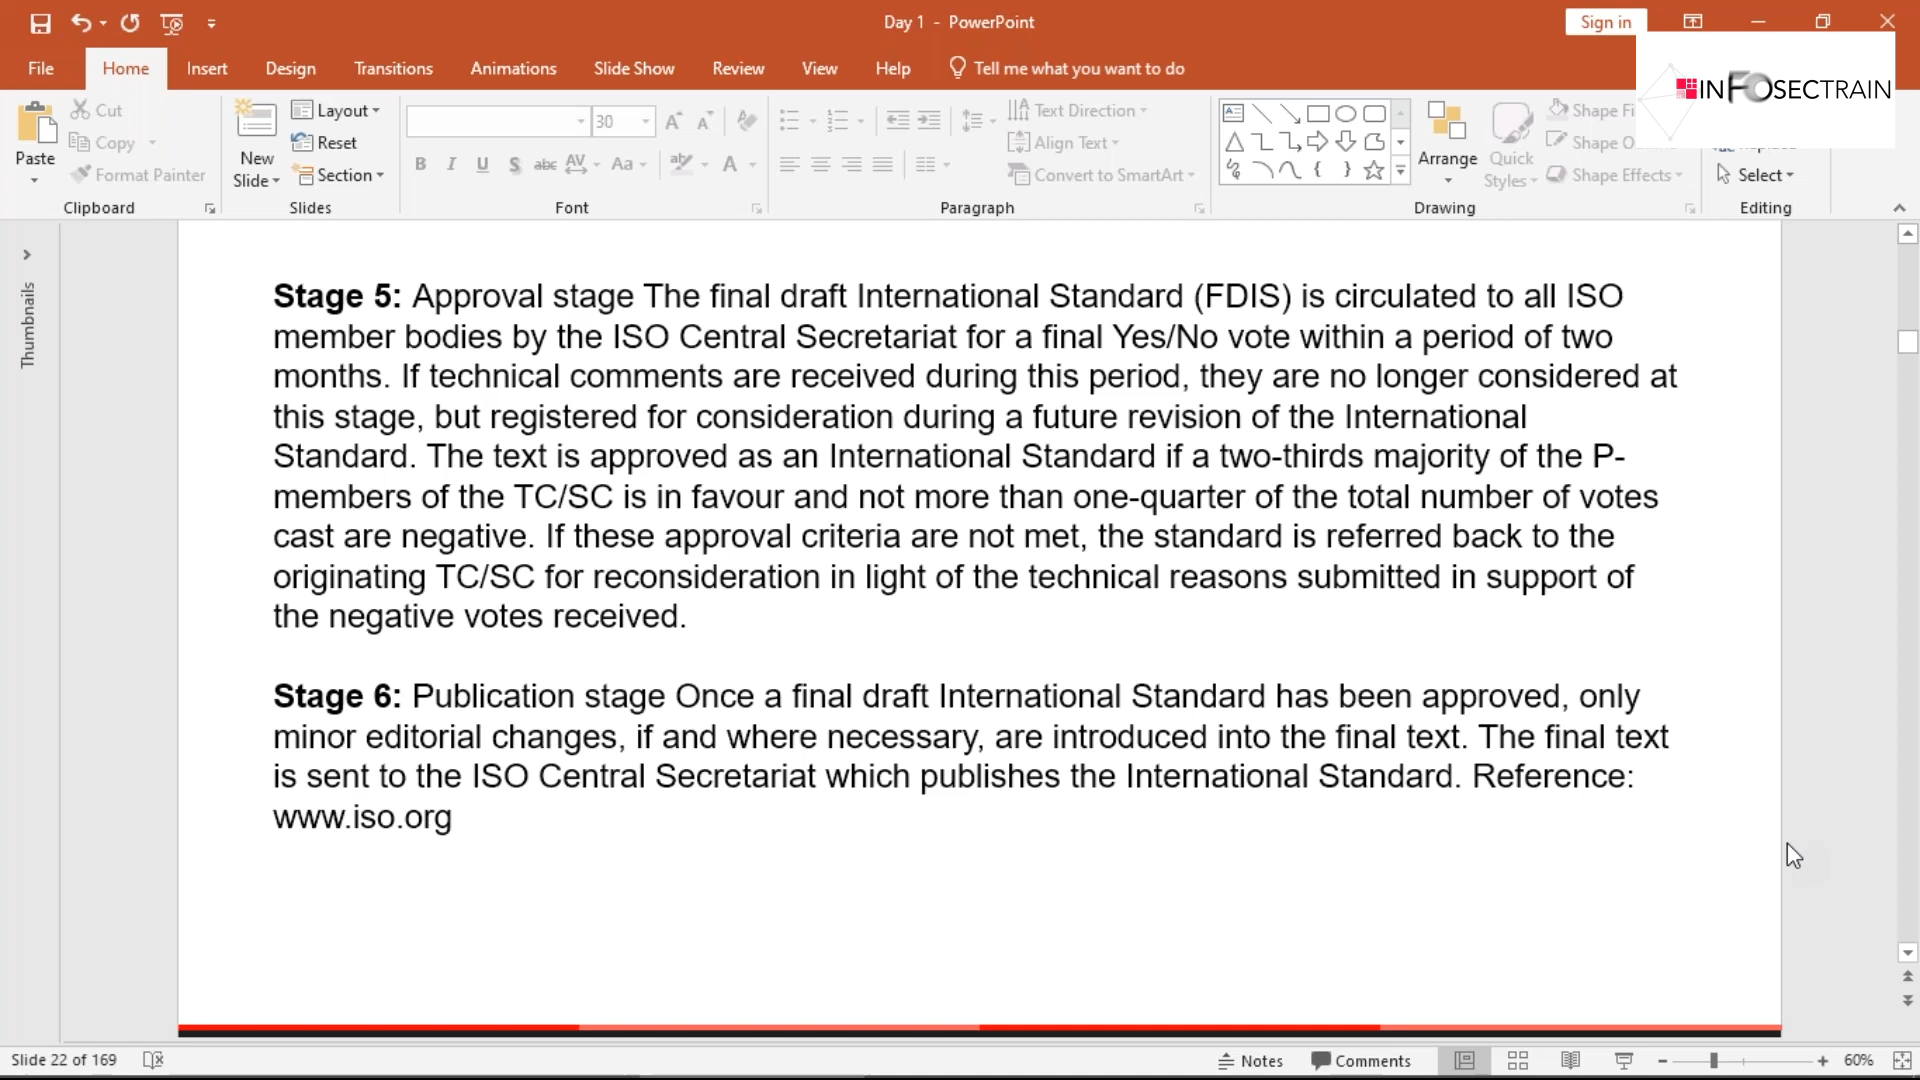 Day 1 - PowerPoint
Sign in
File Home Insert Design Transitions Animations Slide Show Review View Help Tell me what you want to do
INFOSECTRAIN
Paste
Cut
Copy
Format Painter
Clipboard
New Slide
Layout
Reset
Section
Slides
30
B I U S abc AV Aa A
Font
Text Direction
Align Text
Convert to SmartArt
Paragraph
Arrange
Quick Styles
Shape
Shape
Shape Effects
Drawing
Select
Editing
Thumbnails
Stage 5: Approval stage The final draft International Standard (FDIS) is circulated to all ISO
member bodies by the ISO Central Secretariat for a final Yes/No vote within a period of two
months. If technical comments are received during this period, they are no longer considered at
this stage, but registered for consideration during a future revision of the International
Standard. The text is approved as an International Standard if a two-thirds majority of the P-
members of the TC/SC is in favour and not more than one-quarter of the total number of votes
cast are negative. If these approval criteria are not met, the standard is referred back to the
originating TC/SC for reconsideration in light of the technical reasons submitted in support of
the negative votes received.
Stage 6: Publication stage Once a final draft International Standard has been approved, only
minor editorial changes, if and where necessary, are introduced into the final text. The final text
is sent to the ISO Central Secretariat which publishes the International Standard. Reference:
www.iso.org
Slide 22 of 169
Notes
Comments
60%